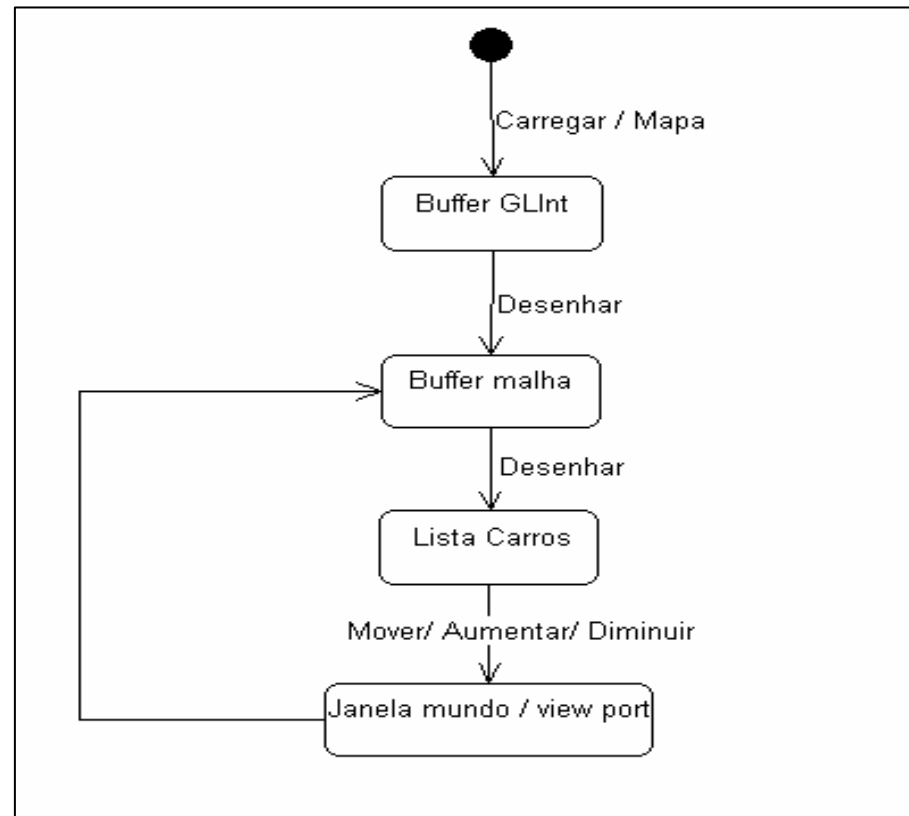 Carregar / Mapa
Buffer GLInt
Desenhar
Buffer malha
Desenhar
Lista Carros
Mover/ Aumentar/ Diminuir
Janela mundo / view port